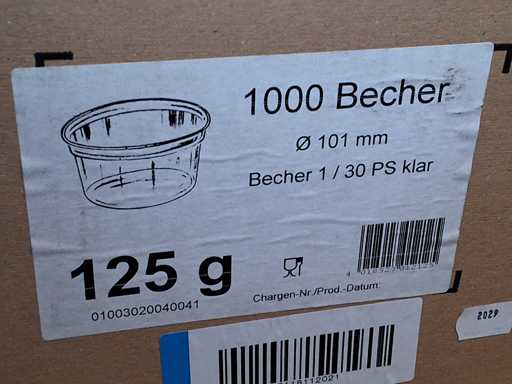 1000 Becher
Ø 101 mm
Becher 1 / 30 PS klar
125 g
01003020040041
Chargen-Nr./Prod.-Datum:
2029